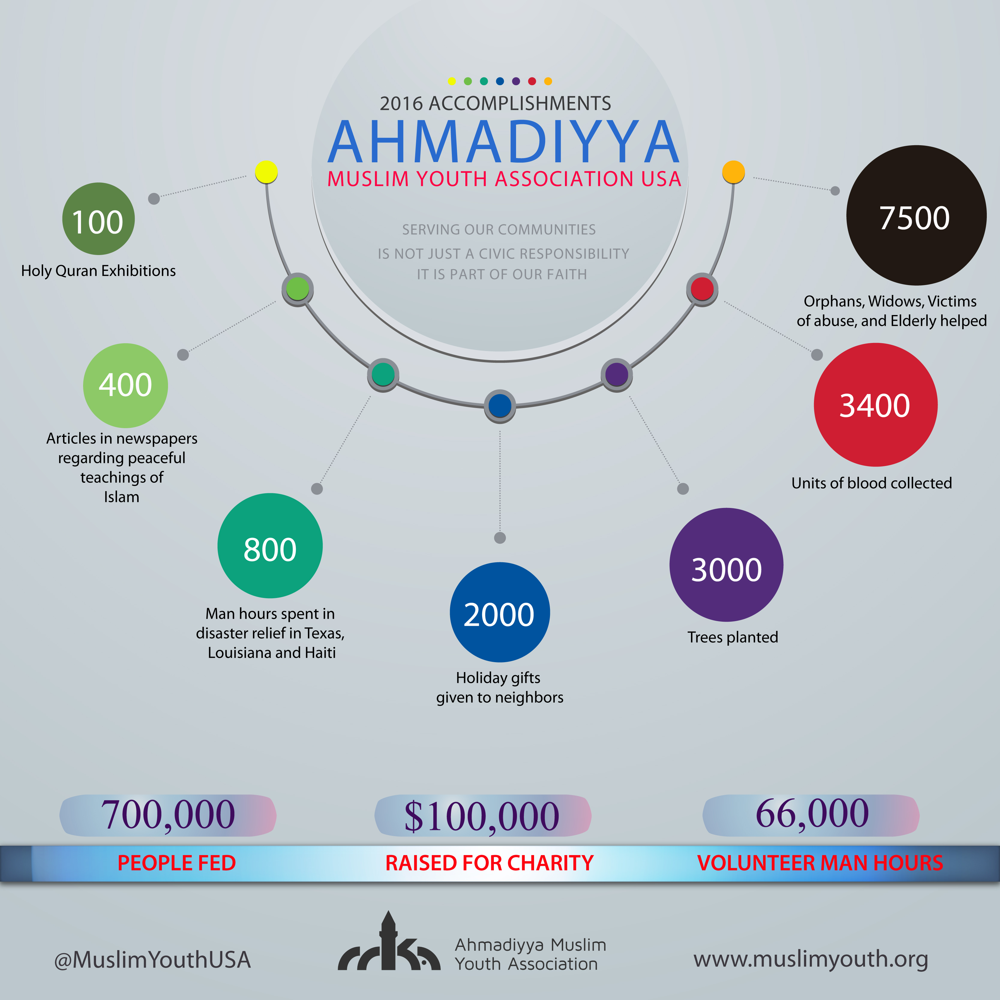 2016 ACCOMPLISHMENTS
AHMADIYYA
MUSLIM YOUTH ASSOCIATION USA
SERVING OUR COMMUNITIES
IS NOT JUST A CIVIC RESPONSIBILITY
IT IS PART OF OUR FAITH
100
Holy Quran Exhibitions
400
Articles in newspapers
regarding peaceful
teachings of
Islam
800
Man hours spent in
disaster relief in Texas,
Louisiana and Haiti
2000
Holiday gifts
given to neighbors
3000
Trees planted
3400
Units of blood collected
7500
Orphans, Widows, Victims
of abuse, and Elderly helped
700,000
PEOPLE FED
$100,000
RAISED FOR CHARITY
66,000
VOLUNTEER MAN HOURS
@MuslimYouthUSA
Ahmadiyya Muslim
Youth Association
www.muslimyouth.org